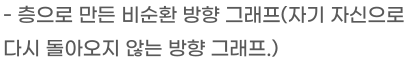 - 층으로 만든 비순환 방향 그래프(자기 자신으로
다시 돌아오지 않는 방향 그래프.)